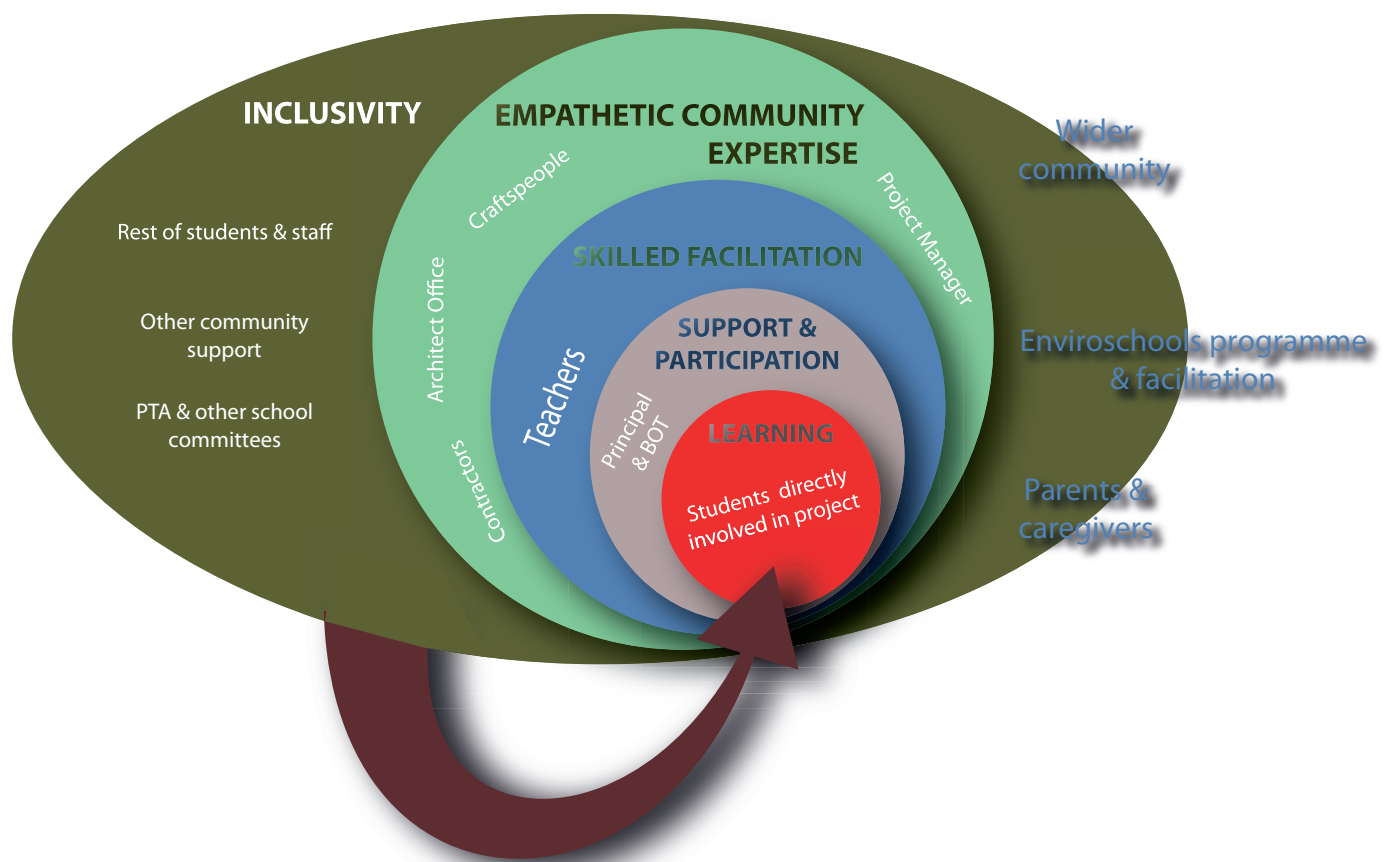 INCLUSIVITY
Rest of students & staff
Other community
support
PTA & other school
committees
EMPATHETIC COMMUNITY
EXPERTISE
Craftspeople
Architect Office
Contractors
Project Manager
SKILLED FACILITATION
Teachers
SUPPORT &
PARTICIPATION
Principal
& BOT
LEARNING
Students directly
involved in project
Wider
community
Enviroschools programme
& facilitation
Parents &
caregivers